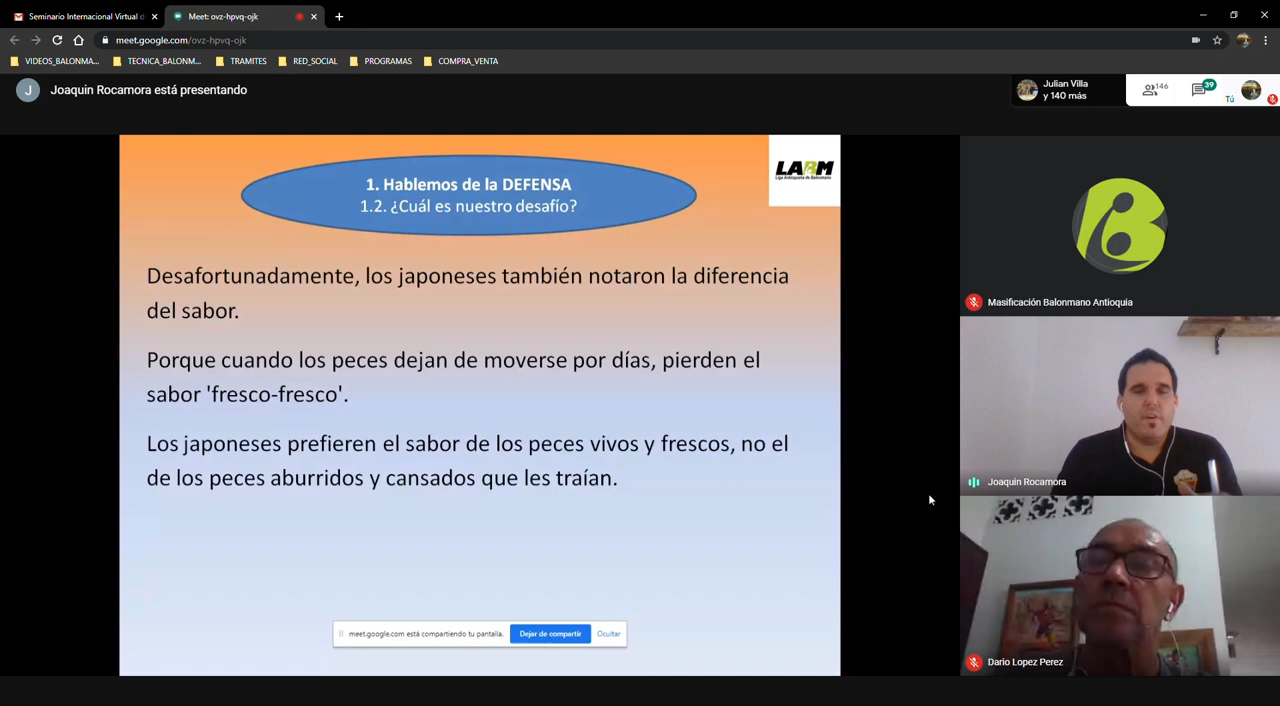 Seminario Internacional Virtual d
Meet: ovz-hpvq-ojk
meet.google.com/ovz-hpvq-ojk
VIDEOS_BALONMA...
TECNICA_BALONM...
TRAMITES
RED_SOCIAL
PROGRAMAS
COMPRA_VENTA
J
Joaquin Rocamora está presentando
Julian Villa
y 140 más
146
39
Tú
1. Hablemos de la DEFENSA
1.2. ¿Cuál es nuestro desafío?
LABM
Liga Antioqueña de Balonmano
Desafortunadamente, los japoneses también notaron la diferencia
del sabor.
Porque cuando los peces dejan de moverse por días, pierden el
sabor 'fresco-fresco'.
Los japoneses prefieren el sabor de los peces vivos y frescos, no el
de los peces aburridos y cansados que les traían.
meet.google.com está compartiendo tu pantalla.
Dejar de compartir
Ocultar
Masificación Balonmano Antioquia
Joaquin Rocamora
Dario Lopez Perez